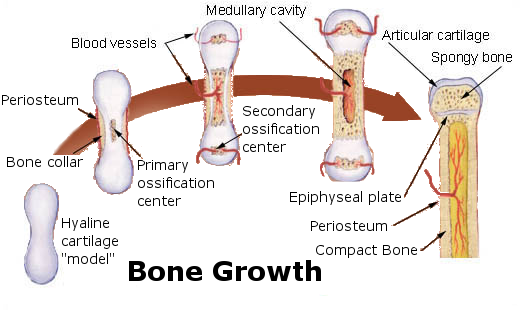 Medullary cavity
Blood vessels
Articular cartilage
Spongy bone
Periosteum
Secondary
ossification
center
Bone collar
Primary
ossification
center
Epiphyseal plate
Periosteum
Compact Bone
Hyaline
cartilage
"model"
Bone Growth